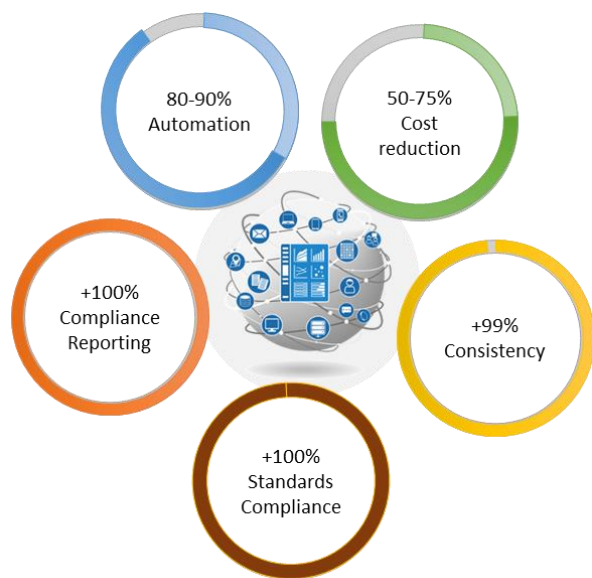 80-90%
Automation
50-75%
Cost
reduction
+100%
Compliance
Reporting
+99%
Consistency
+100%
Standards
Compliance